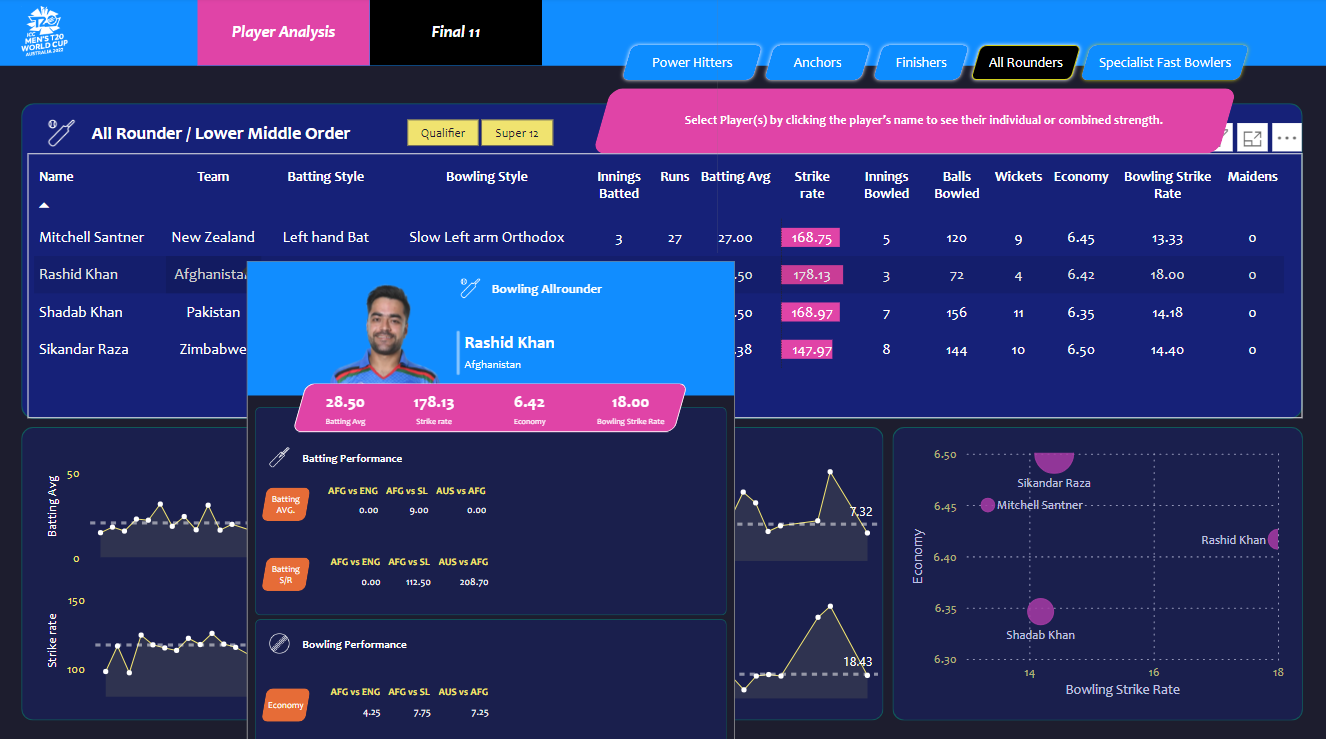 ICC
MEN'S T20
WORLD CUP
AUSTRALIA 2022
Player Analysis
Final 11
Power Hitters
Anchors
Finishers
All Rounders
Specialist Fast Bowlers
All Rounder / Lower Middle Order
Qualifier
Super 12
Select Player(s) by clicking the player's name to see their individual or combined strength.
Name Team Batting Style Bowling Style Innings Batted Runs Batting Avg Strike rate Innings Bowled Balls Bowled Wickets Economy Bowling Strike Rate Maidens
Mitchell Santner New Zealand Left hand Bat Slow Left arm Orthodox 3 27 27.00 168.75 5 120 9 6.45 13.33 0
Rashid Khan Afghanista .50 178.13 3 72 4 6.42 18.00 0
Shadab Khan Pakistan .50 168.97 7 156 11 6.35 14.18 0
Sikandar Raza Zimbabwe .38 147.97 8 144 10 6.50 14.40 0
Bowling Allrounder
Rashid Khan
Afghanistan
28.50 178.13 6.42 18.00
Batting Avg Strike rate Economy Bowling Strike Rate
Batting Performance
Batting AVG.
AFG vs ENG AFG vs SL AUS vs AFG
0.00 9.00 0.00
Batting S/R
AFG vs ENG AFG vs SL AUS vs AFG
0.00 112.50 208.70
Bowling Performance
Economy
AFG vs ENG AFG vs SL AUS vs AFG
4.25 7.75 7.25
Batting Avg
50
0
Strike rate
150
100
7.32
18.43
Economy
6.50
6.45
6.40
6.35
6.30
Sikandar Raza
Mitchell Santner
Rashid Khan
Shadab Khan
14 16 18
Bowling Strike Rate